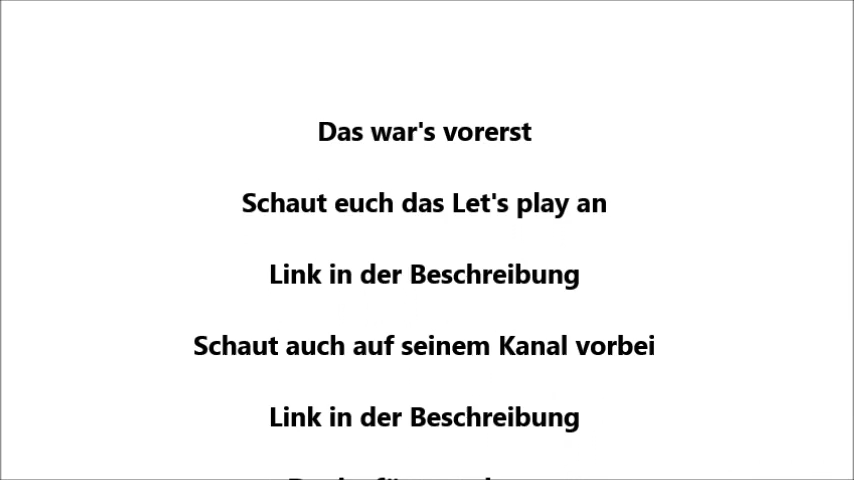 Das war's vorerst
Schaut euch das Let's play an
Link in der Beschreibung
Schaut auch auf seinem Kanal vorbei
Link in der Beschreibung